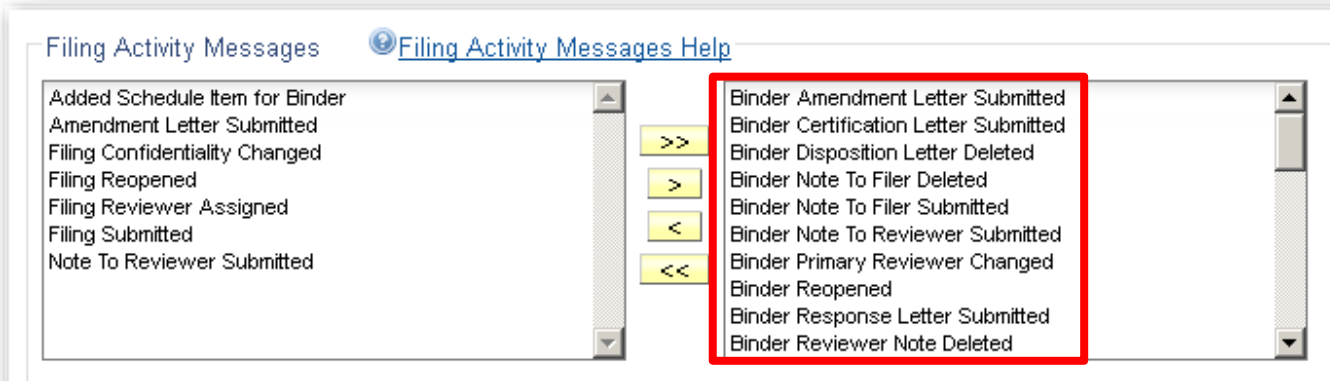 Filing Activity Messages Filing Activity Messages Help
Added Schedule Item for Binder
Amendment Letter Submitted
Filing Confidentiality Changed
Filing Reopened
Filing Reviewer Assigned
Filing Submitted
Note To Reviewer Submitted
>>
>
<
<<
Binder Amendment Letter Submitted
Binder Certification Letter Submitted
Binder Disposition Letter Deleted
Binder Note To Filer Deleted
Binder Note To Filer Submitted
Binder Note To Reviewer Submitted
Binder Primary Reviewer Changed
Binder Reopened
Binder Response Letter Submitted
Binder Reviewer Note Deleted